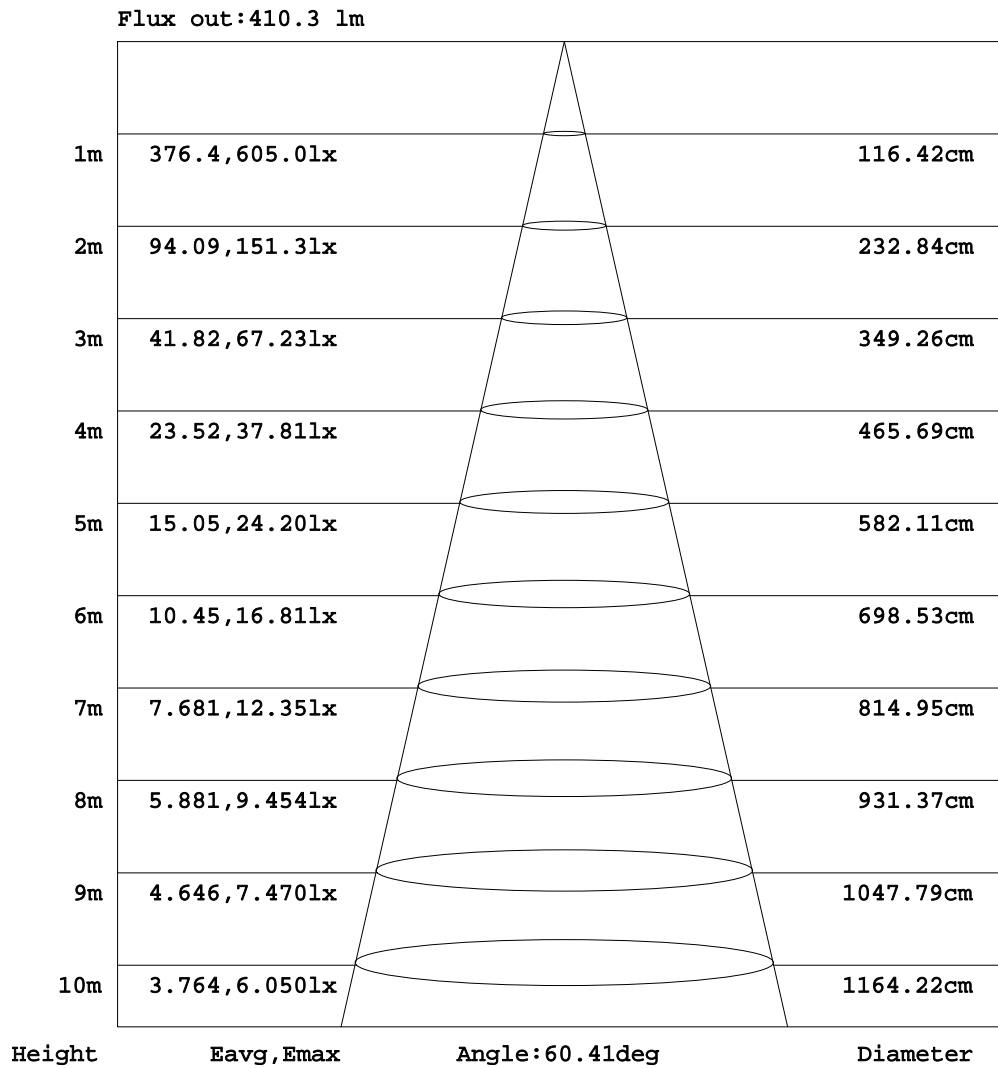 Flux out:410.3 lm
1m 376.4,605.0lx 116.42cm
2m 94.09,151.3lx 232.84cm
3m 41.82,67.23lx 349.26cm
4m 23.52,37.81lx 465.69cm
5m 15.05,24.20lx 582.11cm
6m 10.45,16.81lx 698.53cm
7m 7.681,12.35lx 814.95cm
8m 5.881,9.454lx 931.37cm
9m 4.646,7.470lx 1047.79cm
10m 3.764,6.050lx 1164.22cm
Height Eavg,Emax Angle:60.41deg Diameter